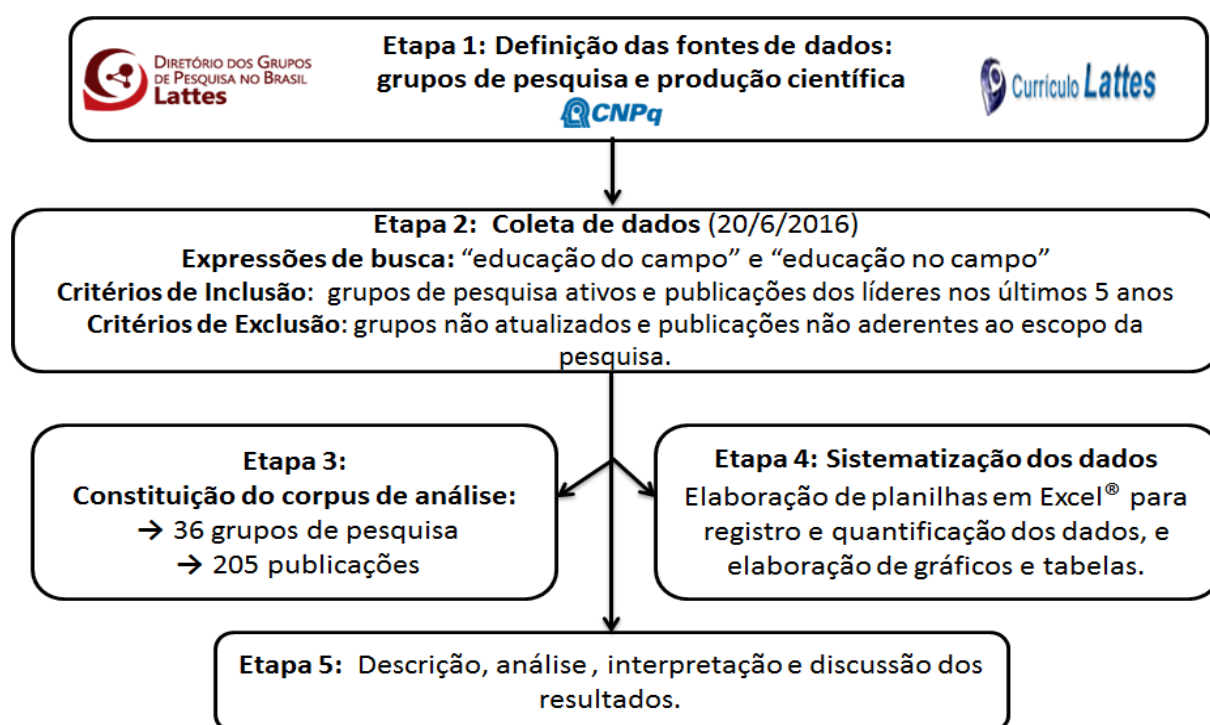 DIRETÓRIO DOS GRUPOS
DE PESQUISA NO BRASIL
Lattes
Etapa 1: Definição das fontes de dados:
grupos de pesquisa e produção científica
CNPq
Currículo Lattes
Etapa 2: Coleta de dados (20/6/2016)
Expressões de busca: “educação do campo” e “educação no campo”
Critérios de Inclusão: grupos de pesquisa ativos e publicações dos líderes nos últimos 5 anos
Critérios de Exclusão: grupos não atualizados e publicações não aderentes ao escopo da
pesquisa.
Etapa 3:
Constituição do corpus de análise:
→ 36 grupos de pesquisa
→ 205 publicações
Etapa 4: Sistematização dos dados
Elaboração de planilhas em Excel® para
registro e quantificação dos dados, e
elaboração de gráficos e tabelas.
Etapa 5: Descrição, análise , interpretação e discussão dos
resultados.